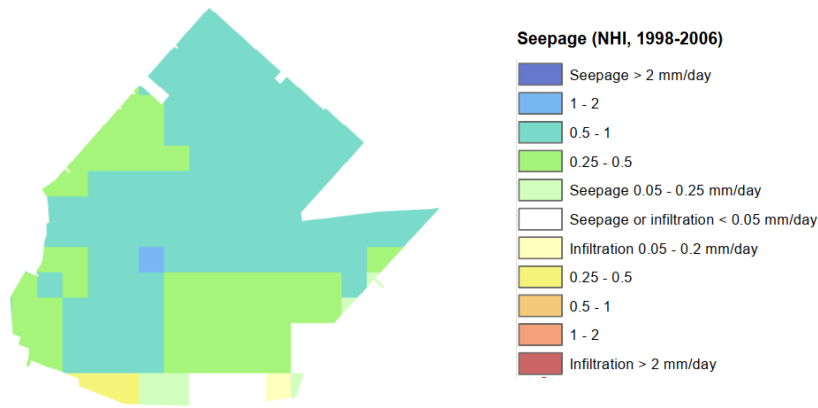 Seepage (NHI, 1998-2006)
Seepage > 2 mm/day
1 - 2
0.5 - 1
0.25 - 0.5
Seepage 0.05 - 0.25 mm/day
Seepage or infiltration < 0.05 mm/day
Infiltration 0.05 - 0.2 mm/day
0.25 - 0.5
0.5 - 1
1 - 2
Infiltration > 2 mm/day